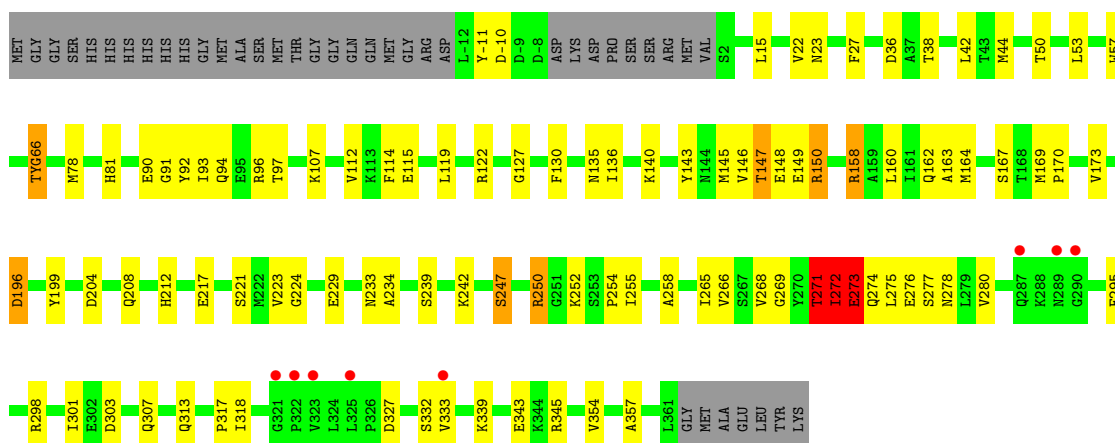 MET GLY GLY SER HIS HIS HIS HIS HIS HIS GLY MET ALA SER MET THR GLY GLY GLN GLN MET GLY ARG ASP L-12 Y-11 D-10 D-9 D-8 ASP LYS ASP PRO SER SER ARG MET VAL S2 L15 V22 N23 F27 D36 A37 T38 L42 T43 M44 T50 L53
TYG66 M78 H81 E90 G91 Y92 I93 Q94 E95 R96 T97 K107 V112 K113 F114 E115 L119 R122 G127 F130 N135 I136 K140 Y143 N144 M145 V146 T147 E148 E149 R150 R158 A159 L160 I161 Q162 A163 M164 S167 T168 M169 P170 V173
D196 Y199 D204 Q208 H212 E217 S221 M222 V223 G224 E229 N233 A234 S239 K242 S247 R250 G251 K252 S253 P254 I255 A258 I265 V266 S267 V268 G269 Y270 T271 I272 E273 Q274 L275 E276 S277 N278 L279 V280 Q287 K288 N289 G290
R298 I301 E302 D303 Q307 Q313 P317 I318 G321 P322 V323 L324 L325 P326 D327 S332 V333 K339 E343 K344 R345 V354 A357 L361 GLY MET ALA GLU LEU TYR LYS